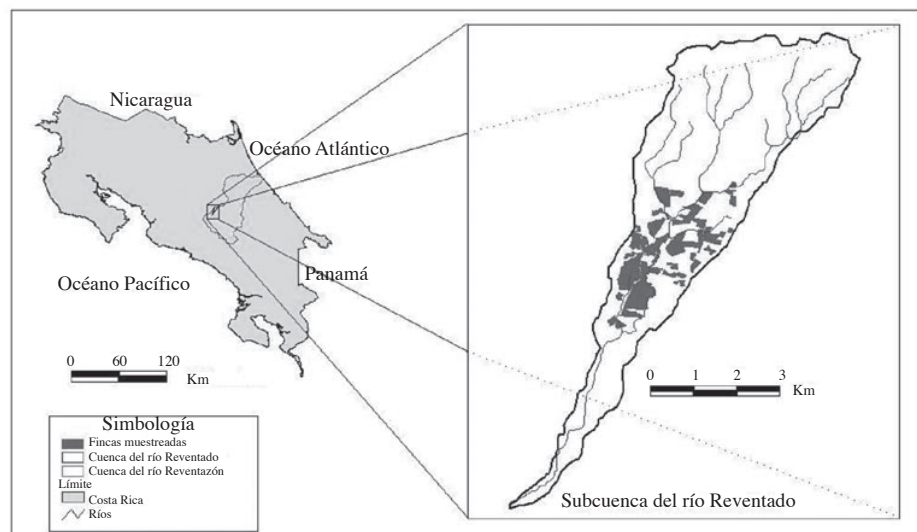 Nicaragua
Océano Atlántico
Océano Pacífico
Panamá
0 60 120
Km
Simbología
Fincas muestreadas
Cuenca del río Reventado
Cuenca del río Reventazón
Límite
Costa Rica
Ríos
0 1 2 3
Km
Subcuenca del río Reventado